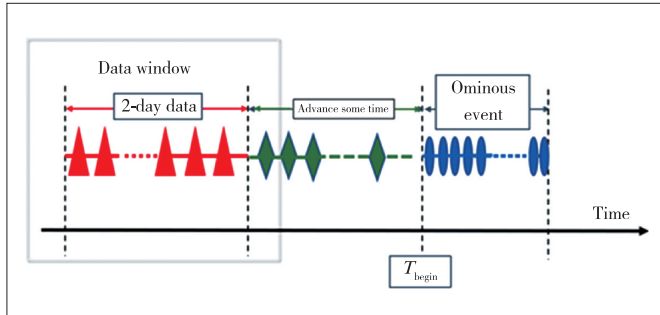 Data window
2-day data
Advance some time
Ominous
event
Time
T_begin